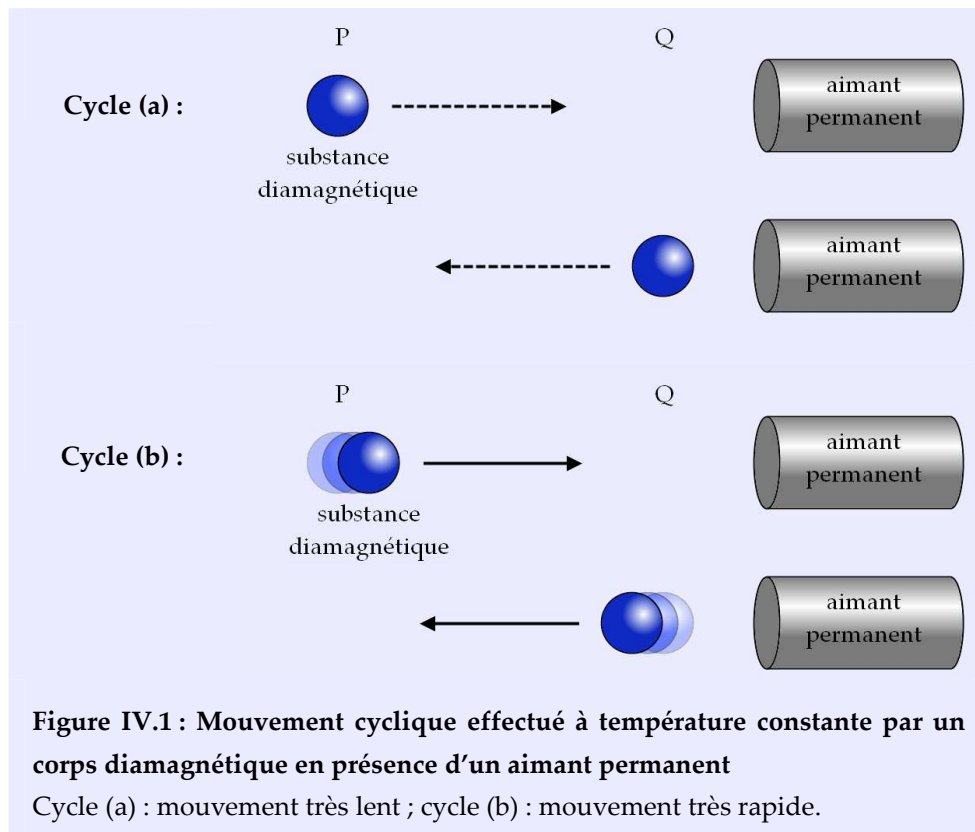 P Q
Cycle (a) :
aimant
permanent
substance
diamagnétique
aimant
permanent
P Q
Cycle (b) :
aimant
permanent
substance
diamagnétique
aimant
permanent
Figure IV.1 : Mouvement cyclique effectué à température constante par un
corps diamagnétique en présence d’un aimant permanent
Cycle (a) : mouvement très lent ; cycle (b) : mouvement très rapide.